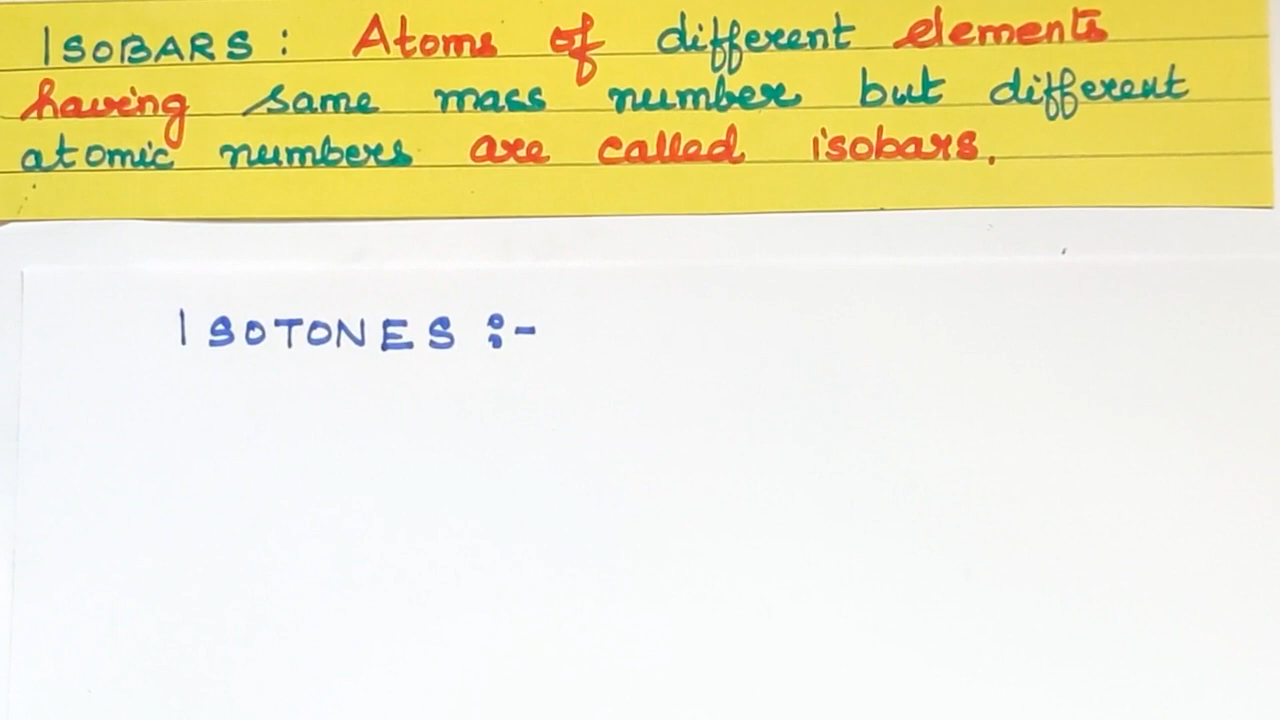 ISOBARS : Atoms of different elements
having same mass number but different
atomic numbers are called isobars.
ISOTONES :-